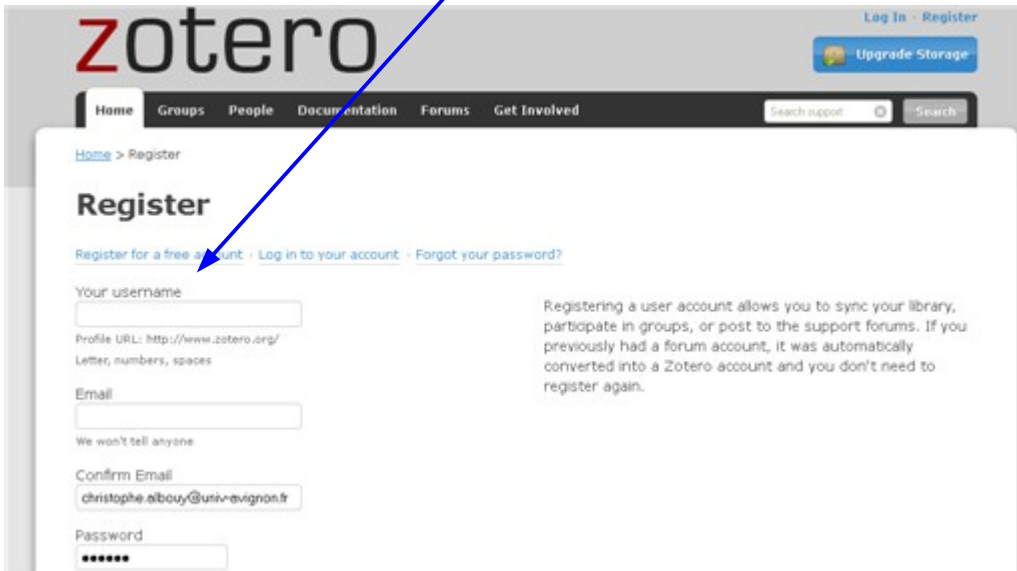 zotero
Log In · Register
Upgrade Storage
Home Groups People Documentation Forums Get Involved
Search support Search
Home > Register
Register
Register for a free account · Log in to your account · Forgot your password?
Your username
Profile URL: http://www.zotero.org/
Letter, numbers, spaces
Email
We won't tell anyone
Confirm Email
christophe.albouy@univ-avignon.fr
Password
••••••
Registering a user account allows you to sync your library,
participate in groups, or post to the support forums. If you
previously had a forum account, it was automatically
converted into a Zotero account and you don't need to
register again.